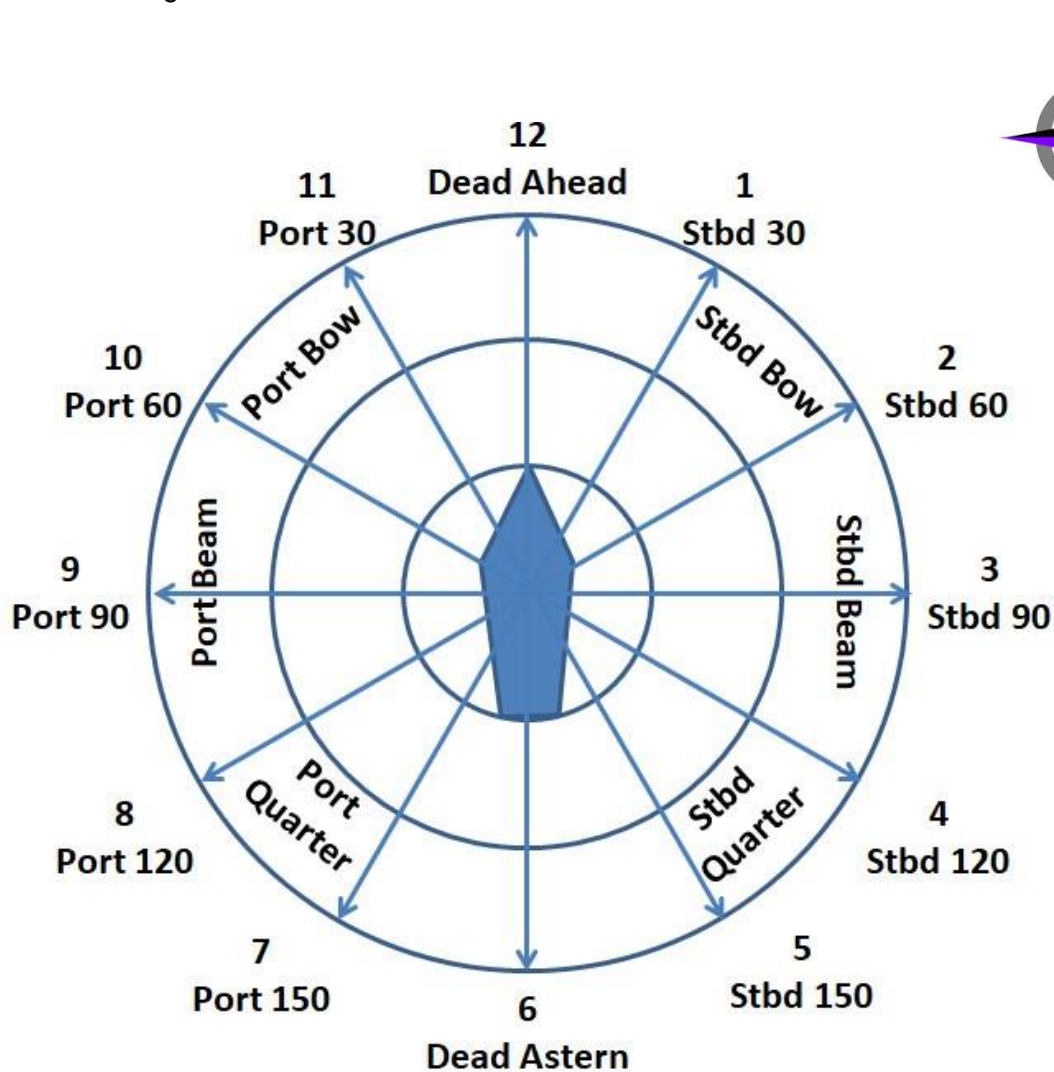 12
Dead Ahead
11
Port 30
1
Stbd 30
Port Bow
Stbd Bow
10
Port 60
2
Stbd 60
Port Beam
Stbd Beam
9
Port 90
3
Stbd 90
Port
Quarter
Stbd
Quarter
8
Port 120
4
Stbd 120
7
Port 150
5
Stbd 150
6
Dead Astern